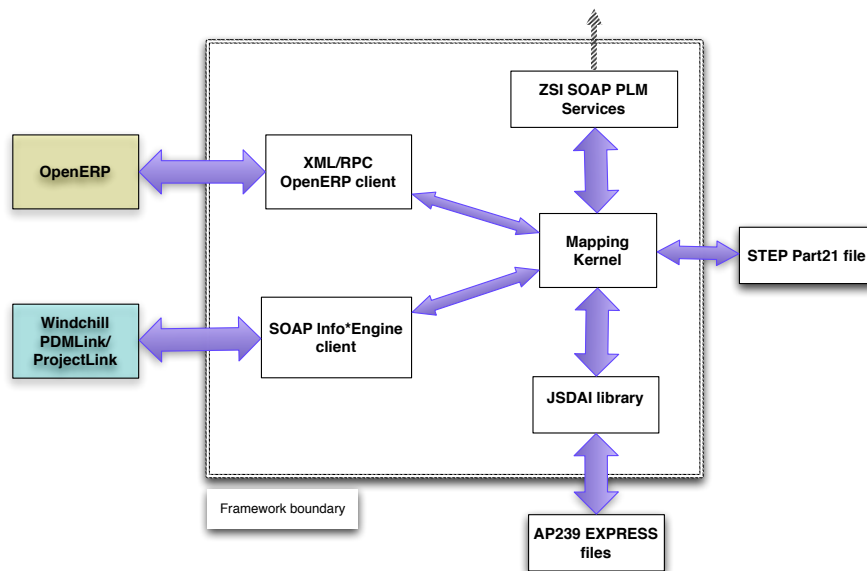 ZSI SOAP PLM
Services
OpenERP
XML/RPC
OpenERP client
Mapping
Kernel
STEP Part21 file
Windchill
PDMLink/
ProjectLink
SOAP Info*Engine
client
JSDAI library
Framework boundary
AP239 EXPRESS
files